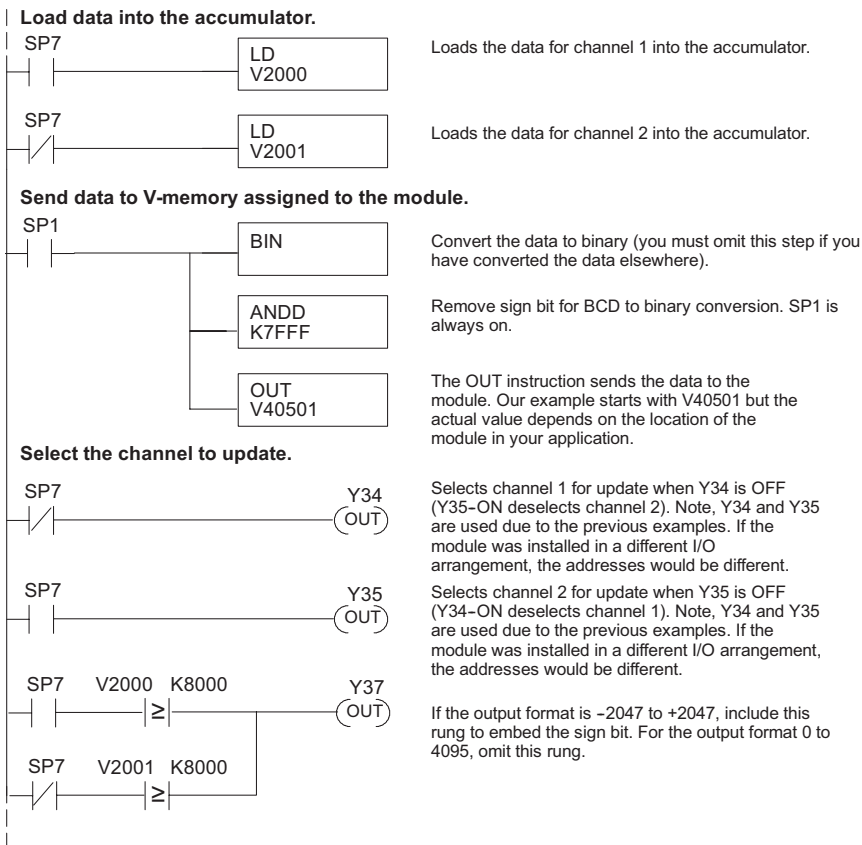 Load data into the accumulator.
SP7
LD
V2000
Loads the data for channel 1 into the accumulator.
SP7
LD
V2001
Loads the data for channel 2 into the accumulator.
Send data to V-memory assigned to the module.
SP1
BIN
Convert the data to binary (you must omit this step if you
have converted the data elsewhere).
ANDD
K7FFF
Remove sign bit for BCD to binary conversion. SP1 is
always on.
OUT
V40501
The OUT instruction sends the data to the
module. Our example starts with V40501 but the
actual value depends on the location of the
module in your application.
Select the channel to update.
SP7
Y34
OUT
Selects channel 1 for update when Y34 is OFF
(Y35-ON deselects channel 2). Note, Y34 and Y35
are used due to the previous examples. If the
module was installed in a different I/O
arrangement, the addresses would be different.
SP7
Y35
OUT
Selects channel 2 for update when Y35 is OFF
(Y34-ON deselects channel 1). Note, Y34 and Y35
are used due to the previous examples. If the
module was installed in a different I/O arrangement,
the addresses would be different.
SP7 V2000 K8000 Y37
≥ OUT
If the output format is -2047 to +2047, include this
rung to embed the sign bit. For the output format 0 to
4095, omit this rung.
SP7 V2001 K8000
≥